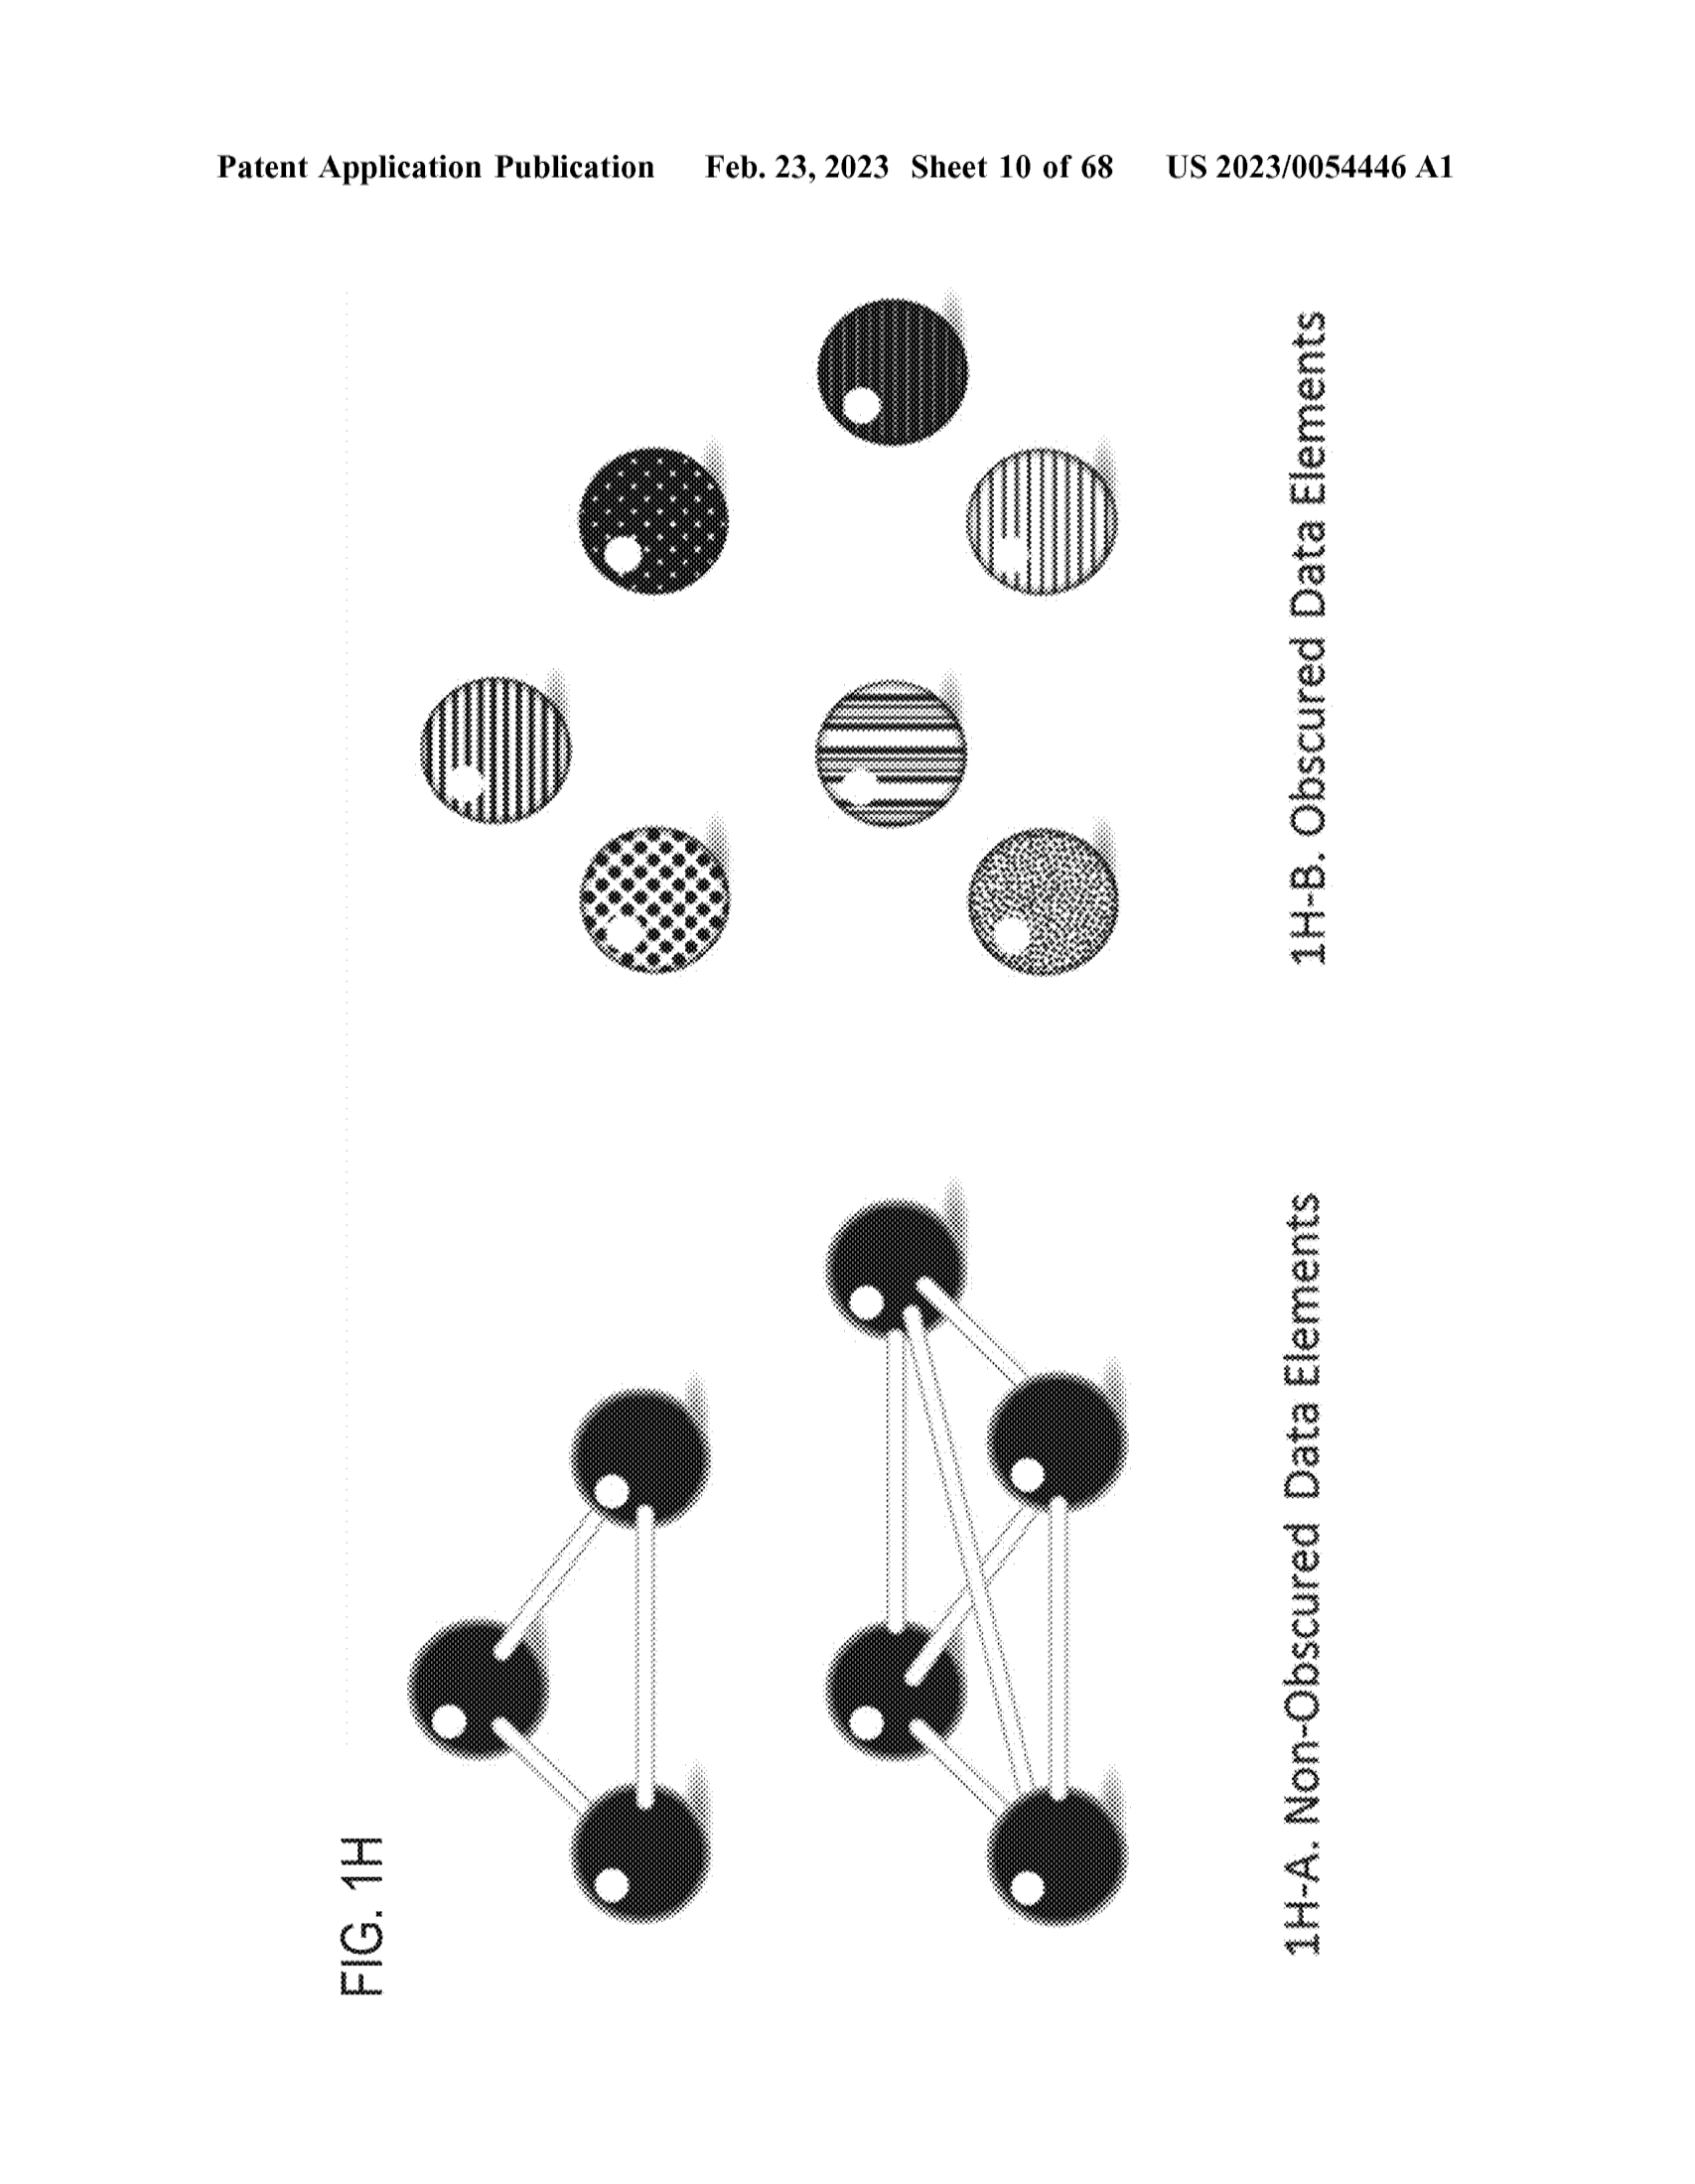 Patent Application Publication Feb. 23, 2023 Sheet 10 of 68 US 2023/0054446 A1
FIG. 1H
1H-A. Non-Obscured Data Elements
1H-B. Obscured Data Elements